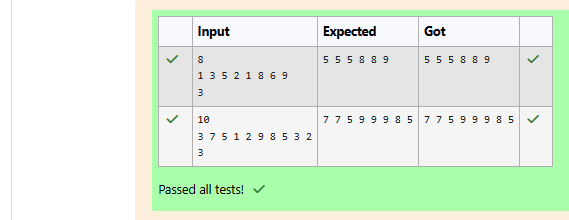 Input Expected Got
8 5 5 5 8 8 9 5 5 5 8 8 9
1 3 5 2 1 8 6 9
3
10 7 7 5 9 9 9 8 5 7 7 5 9 9 9 8 5
3 7 5 1 2 9 8 5 3 2
3
Passed all tests!